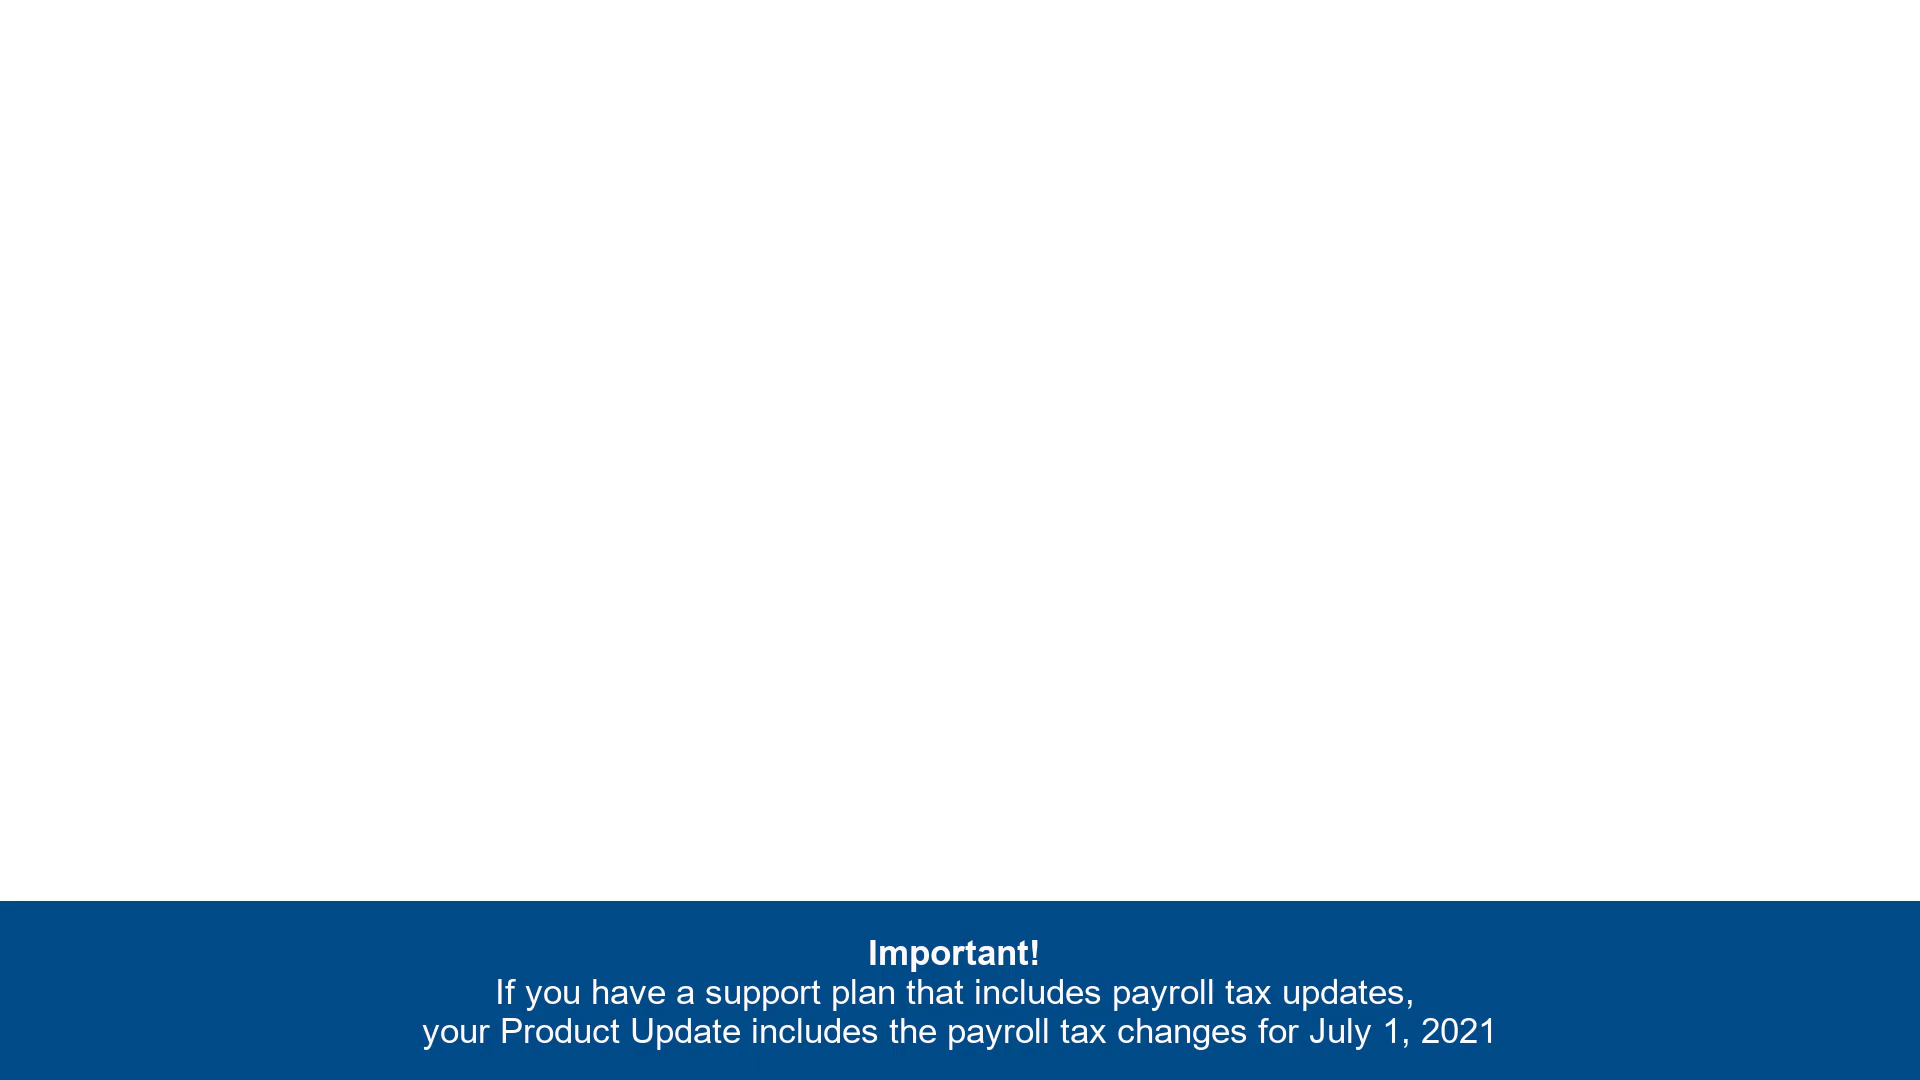 Important!
If you have a support plan that includes payroll tax updates,
your Product Update includes the payroll tax changes for July 1, 2021